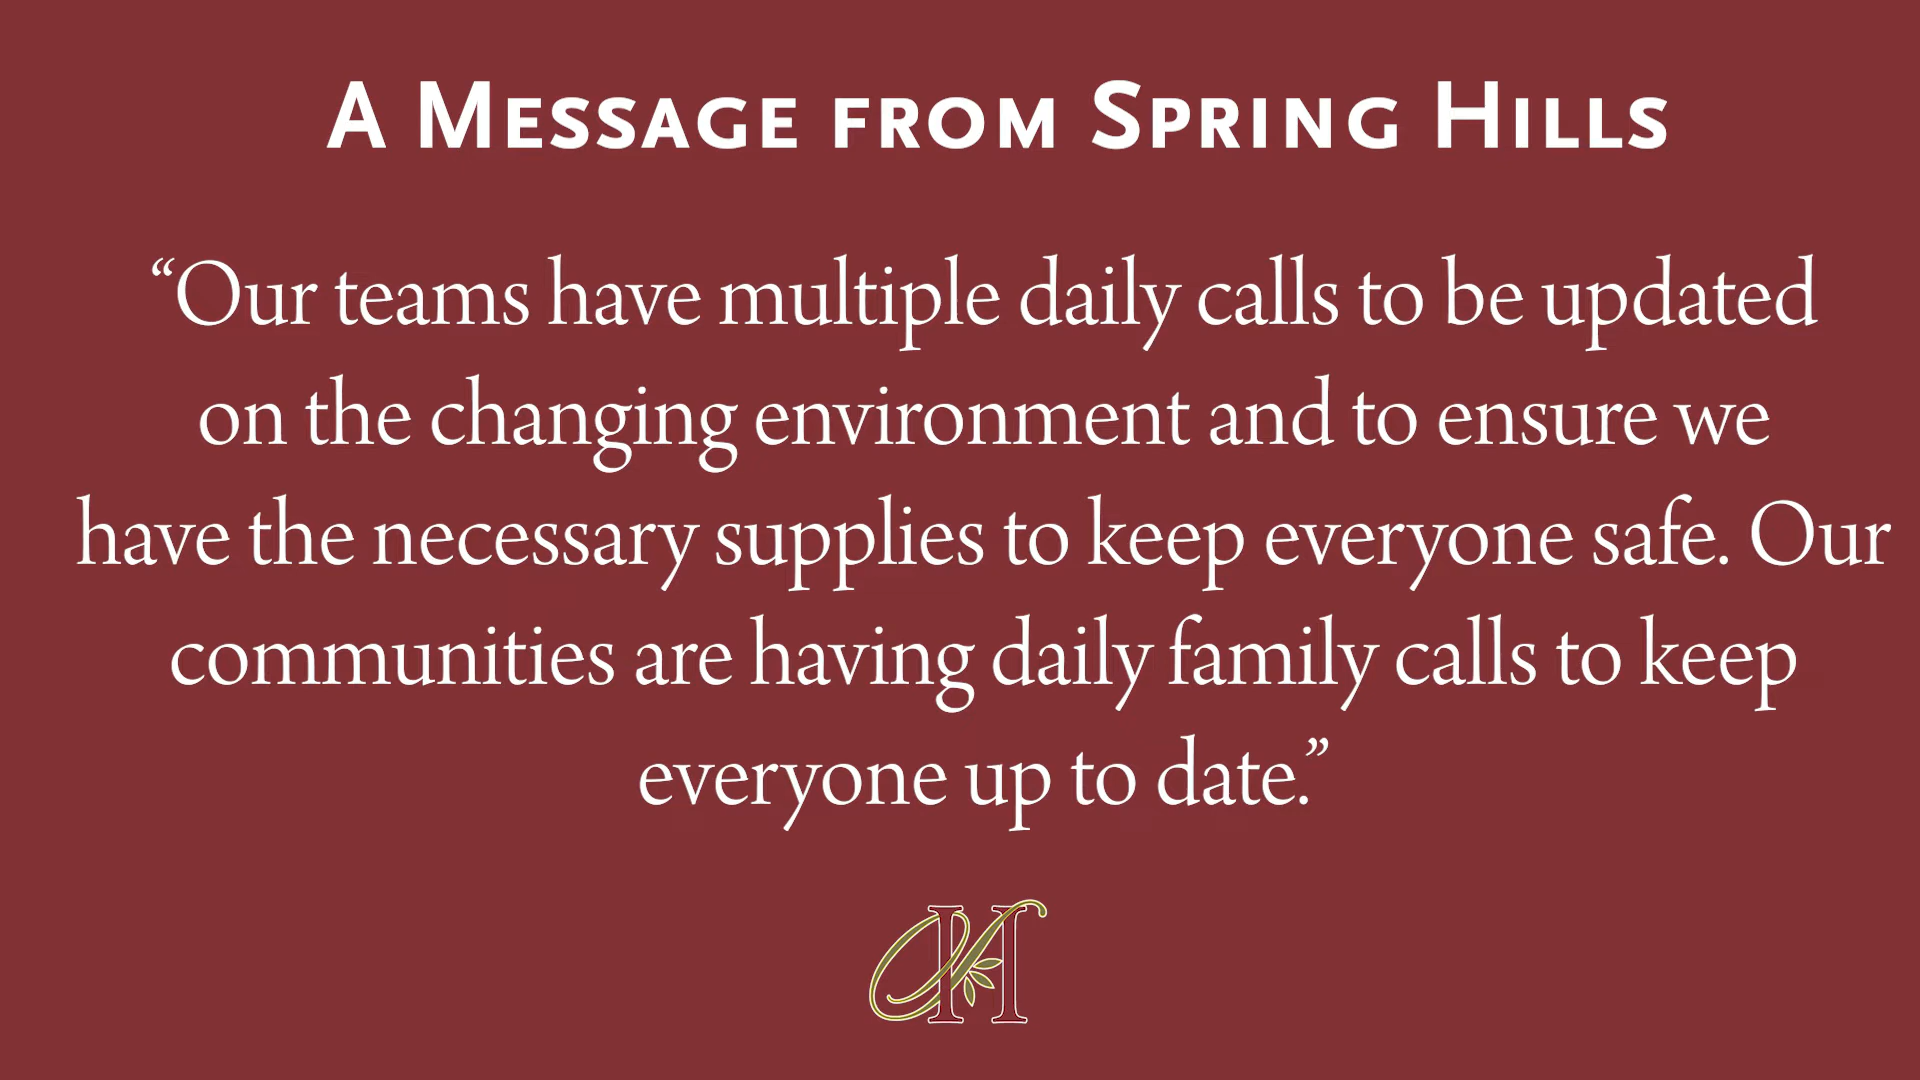 A Message from Spring Hills
“Our teams have multiple daily calls to be updated
on the changing environment and to ensure we
have the necessary supplies to keep everyone safe. Our
communities are having daily family calls to keep
everyone up to date.”